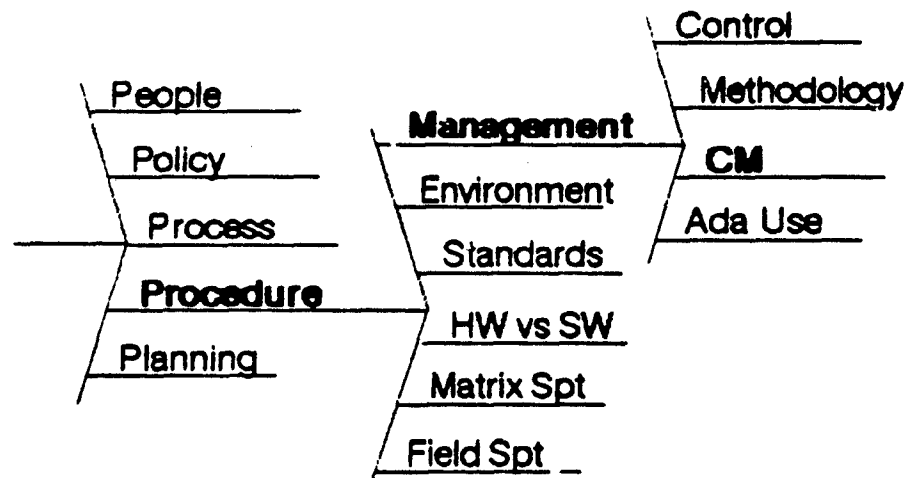 People
Policy
Process
Procedure
Planning
Management
Environment
Standards
HW vs SW
Matrix Spt
Field Spt
Control
Methodology
CM
Ada Use